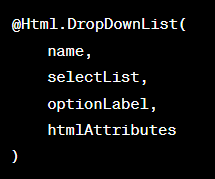 @Html.DropDownList(
    name,
    selectList,
    optionLabel,
    htmlAttributes
)